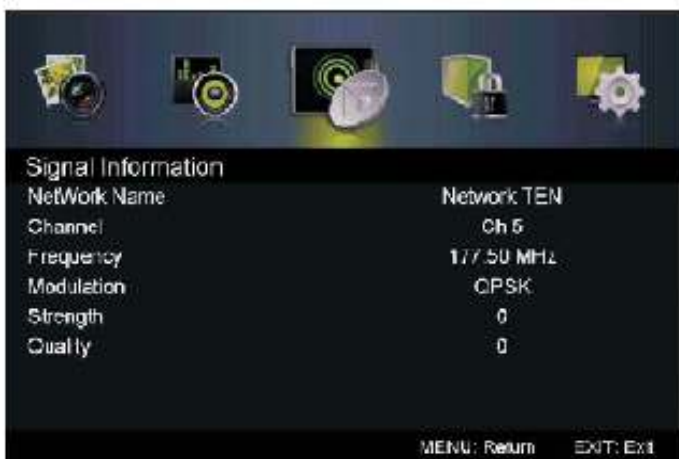 Signal Information
NetWork Name Network TEN
Channel Ch 5
Frequency 177.50 MHz
Modulation QPSK
Strength 0
Quality 0
MENU: Return EXIT: Exit